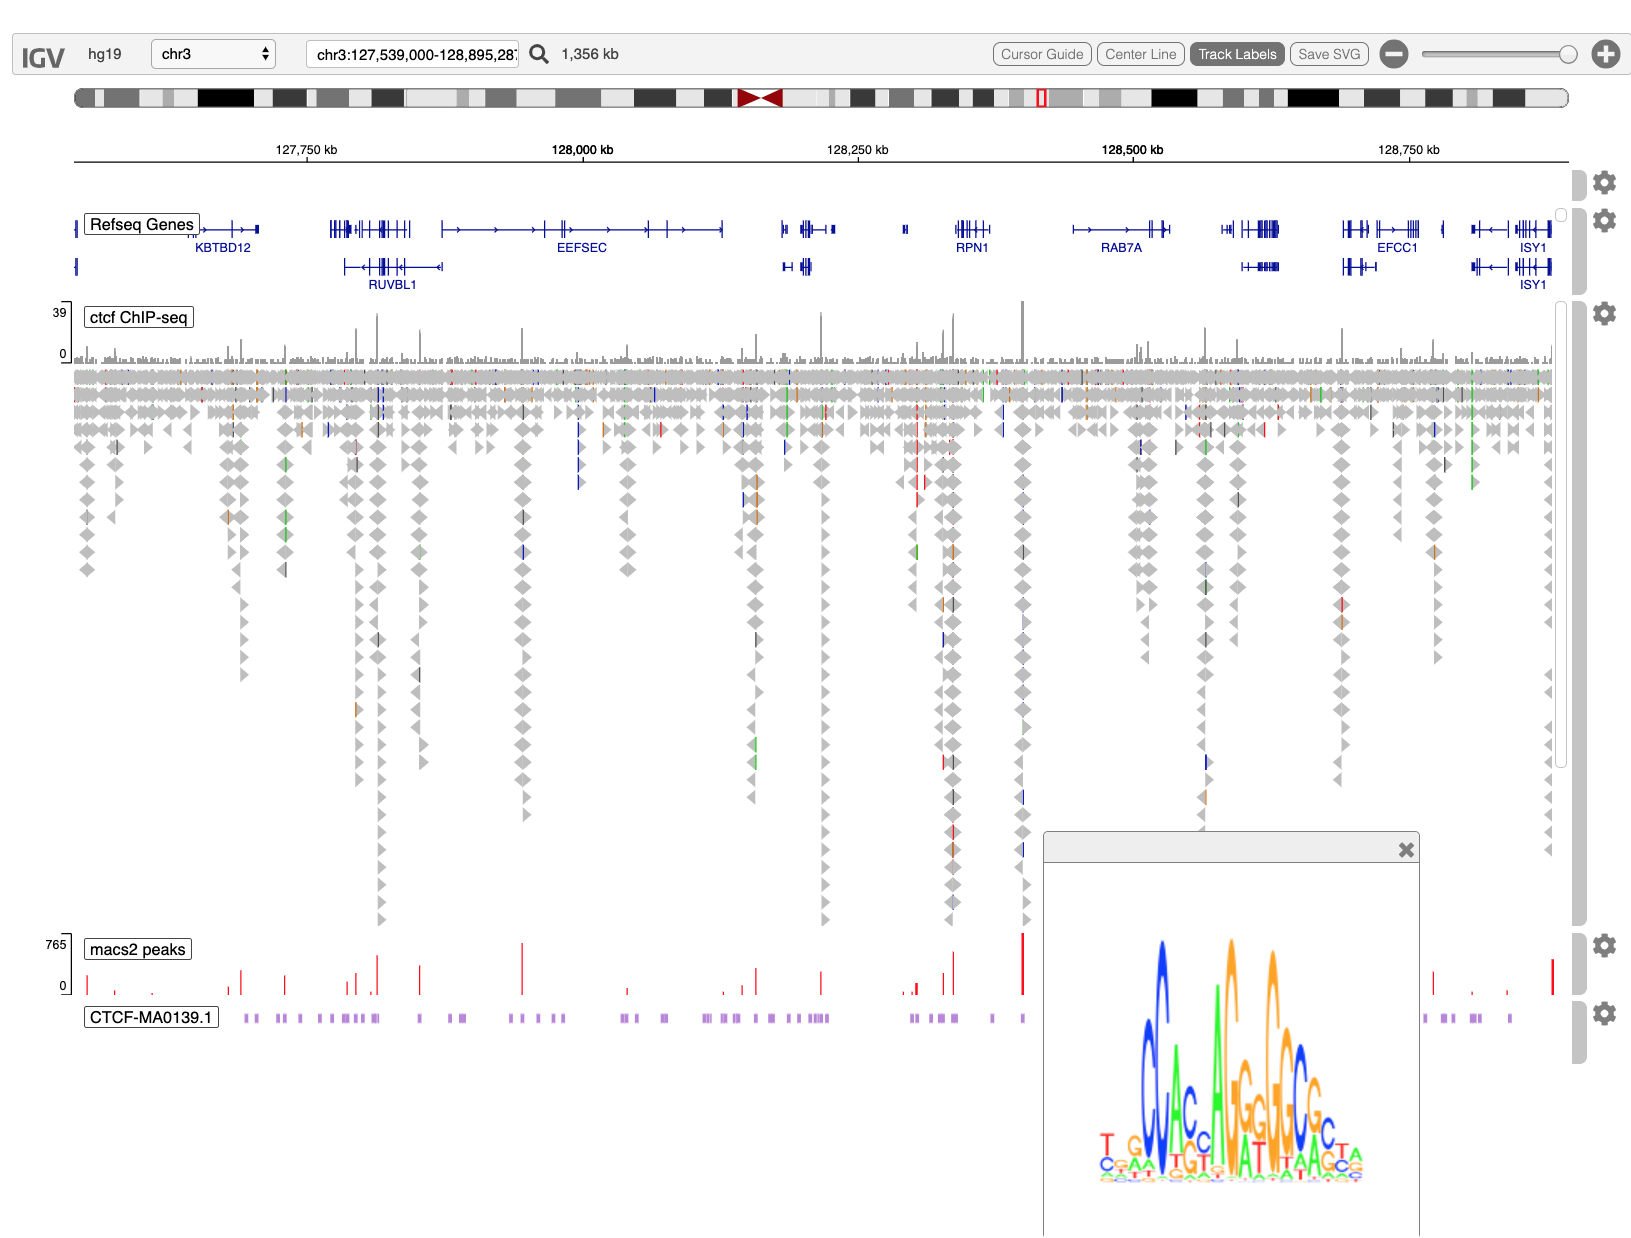 IGV hg19 chr3 chr3:127,539,000-128,895,28 1,356 kb Cursor Guide Center Line Track Labels Save SVG
127,750 kb 128,000 kb 128,250 kb 128,500 kb 128,750 kb
Refseq Genes
KBTBD12 EEFSEC RPN1 RAB7A EFCC1 ISY1
RUVBL1 ISY1
39
ctcf ChIP-seq
0
765
macs2 peaks
0
CTCF-MA0139.1